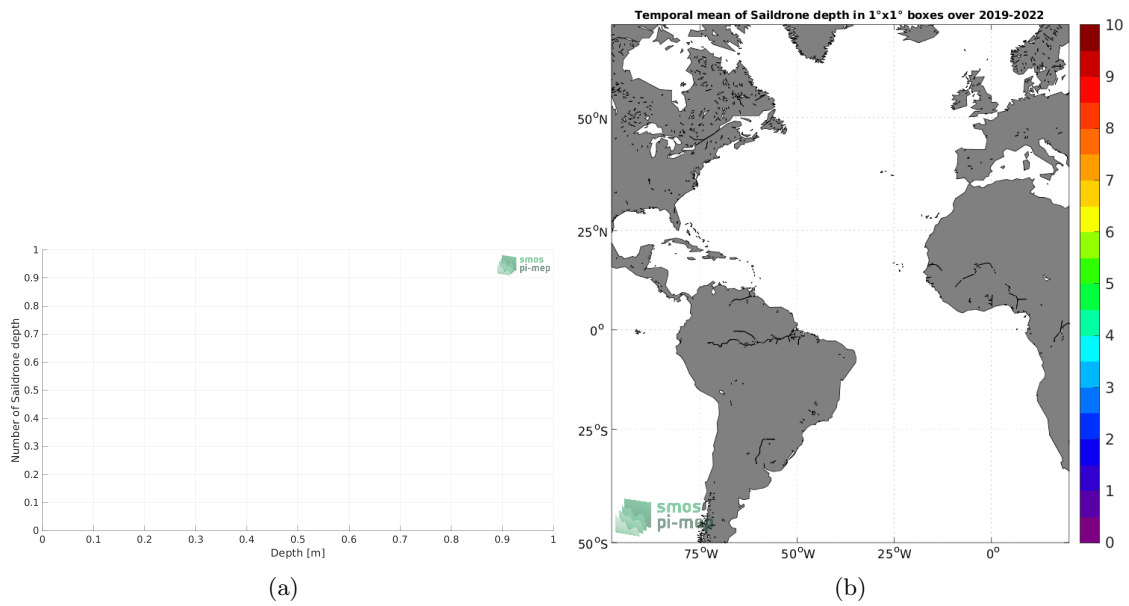 Temporal mean of Saildrone depth in 1°x1° boxes over 2019-2022
smos
pi-mep
Number of Saildrone depth
1
0.9
0.8
0.7
0.6
0.5
0.4
0.3
0.2
0.1
0
0 0.1 0.2 0.3 0.4 0.5 0.6 0.7 0.8 0.9 1
Depth [m]
(a)
50°N
25°N
0°
25°S
50°S
75°W 50°W 25°W 0°
smos
pi-mep
10
9
8
7
6
5
4
3
2
1
0
(b)